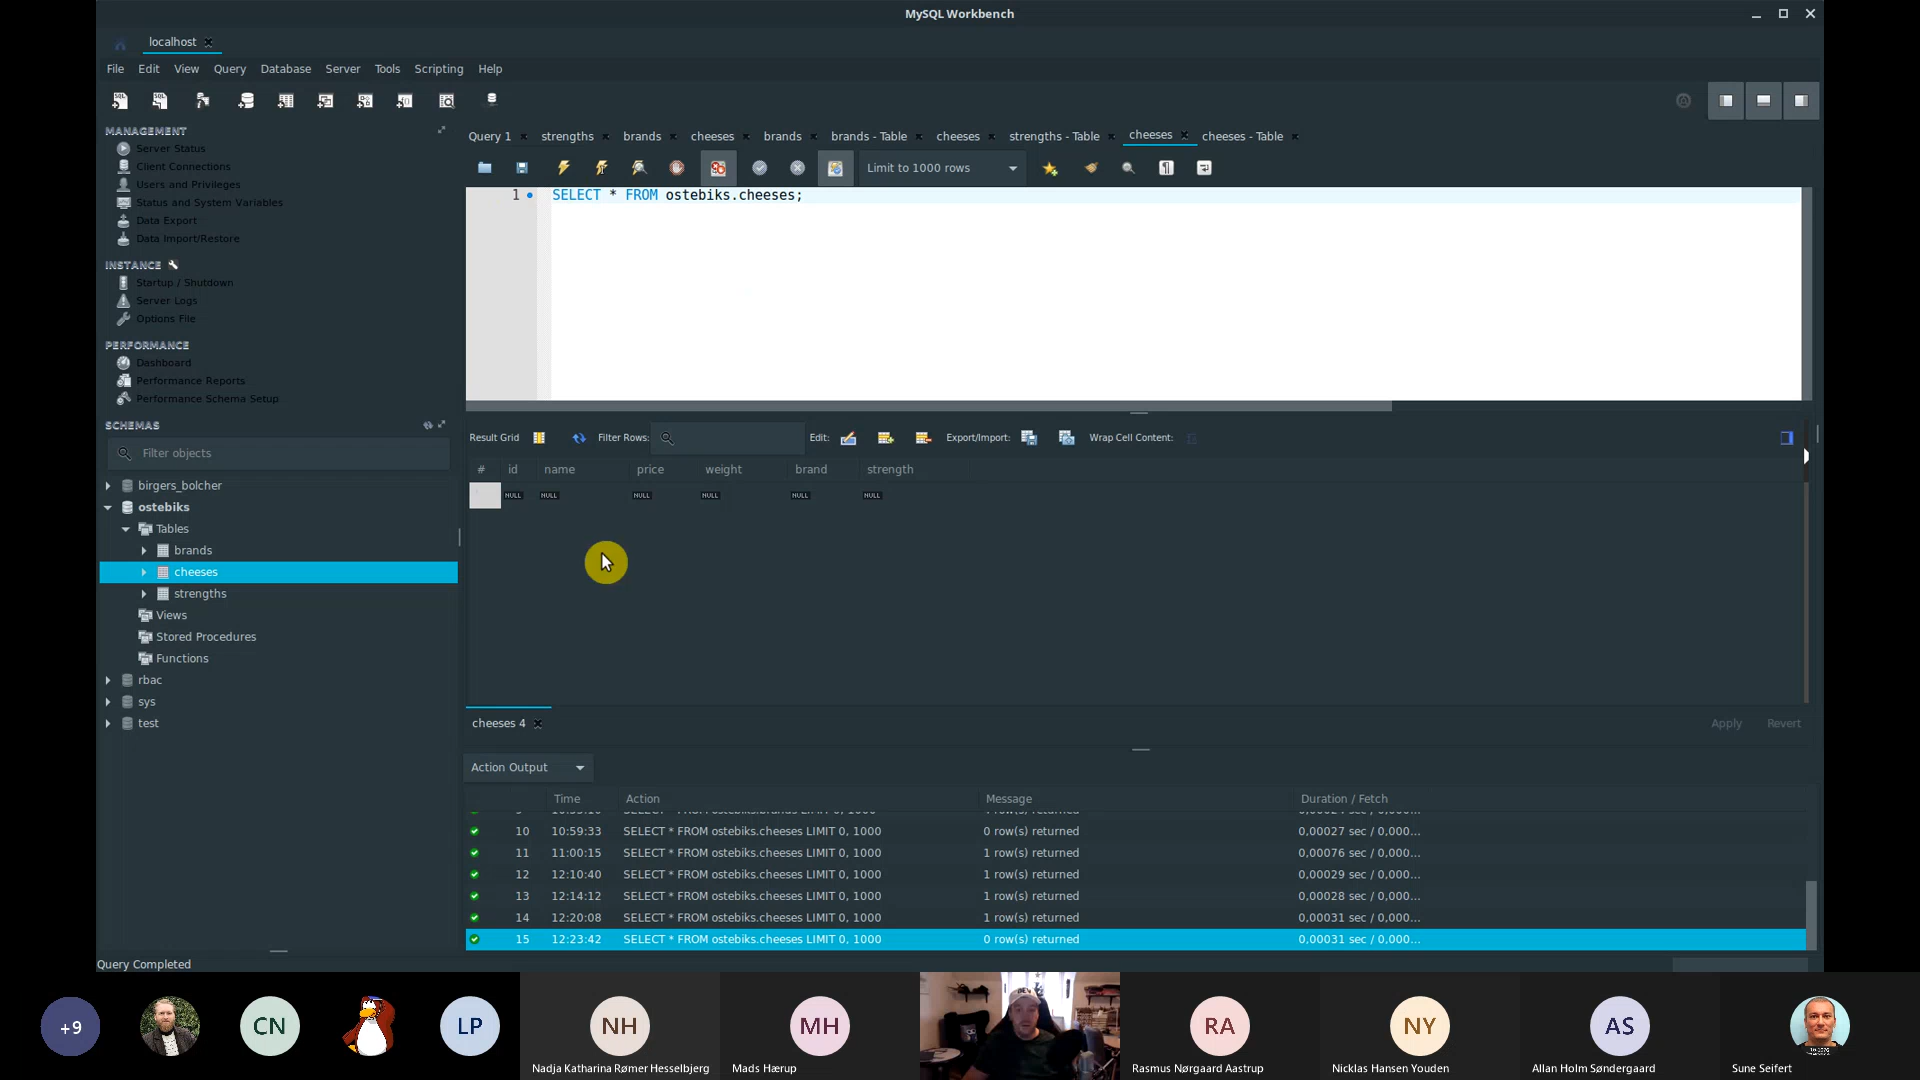 MySQL Workbench
localhost
File Edit View Query Database Server Tools Scripting Help
MANAGEMENT
Server Status
Client Connections
Users and Privileges
Status and System Variables
Data Export
Data Import/Restore
INSTANCE
Startup / Shutdown
Server Logs
Options File
PERFORMANCE
Dashboard
Performance Reports
Performance Schema Setup
SCHEMAS
Filter objects
birgers_bolcher
ostebiks
Tables
brands
cheeses
strengths
Views
Stored Procedures
Functions
rbac
sys
test
Query 1 strengths brands cheeses brands brands - Table cheeses strengths - Table cheeses cheeses - Table
Limit to 1000 rows
1 SELECT * FROM ostebiks.cheeses;
Result Grid Filter Rows: Edit: Export/Import: Wrap Cell Content:
# id name price weight brand strength
NULL NULL NULL NULL NULL NULL
cheeses 4 Apply Revert
Action Output
Time Action Message Duration / Fetch
10 10:59:33 SELECT * FROM ostebiks.cheeses LIMIT 0, 1000 0 row(s) returned 0,00027 sec / 0,000...
11 11:00:15 SELECT * FROM ostebiks.cheeses LIMIT 0, 1000 1 row(s) returned 0,00076 sec / 0,000...
12 12:10:40 SELECT * FROM ostebiks.cheeses LIMIT 0, 1000 1 row(s) returned 0,00029 sec / 0,000...
13 12:14:12 SELECT * FROM ostebiks.cheeses LIMIT 0, 1000 1 row(s) returned 0,00028 sec / 0,000...
14 12:20:08 SELECT * FROM ostebiks.cheeses LIMIT 0, 1000 1 row(s) returned 0,00031 sec / 0,000...
15 12:23:42 SELECT * FROM ostebiks.cheeses LIMIT 0, 1000 0 row(s) returned 0,00031 sec / 0,000...
Query Completed
+9 CN LP NH MH RA NY AS
Nadja Katharina Rømer Hesselbjerg Mads Hærup Rasmus Nørgaard Aastrup Nicklas Hansen Youden Allan Holm Søndergaard Sune Seifert